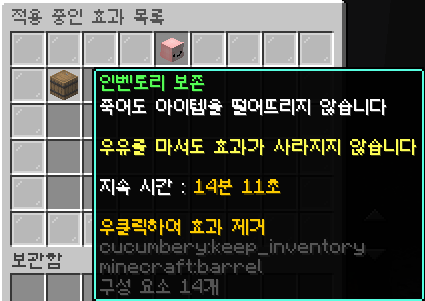 적용 중인 효과 목록
인벤토리 보존
죽어도 아이템을 떨어뜨리지 않습니다
우유를 마셔도 효과가 사라지지 않습니다
지속 시간 : 14분 11초
우클릭하여 효과 제거
cucumbery:keep_inventory
minecraft:barrel
구성 요소 14개
보관함